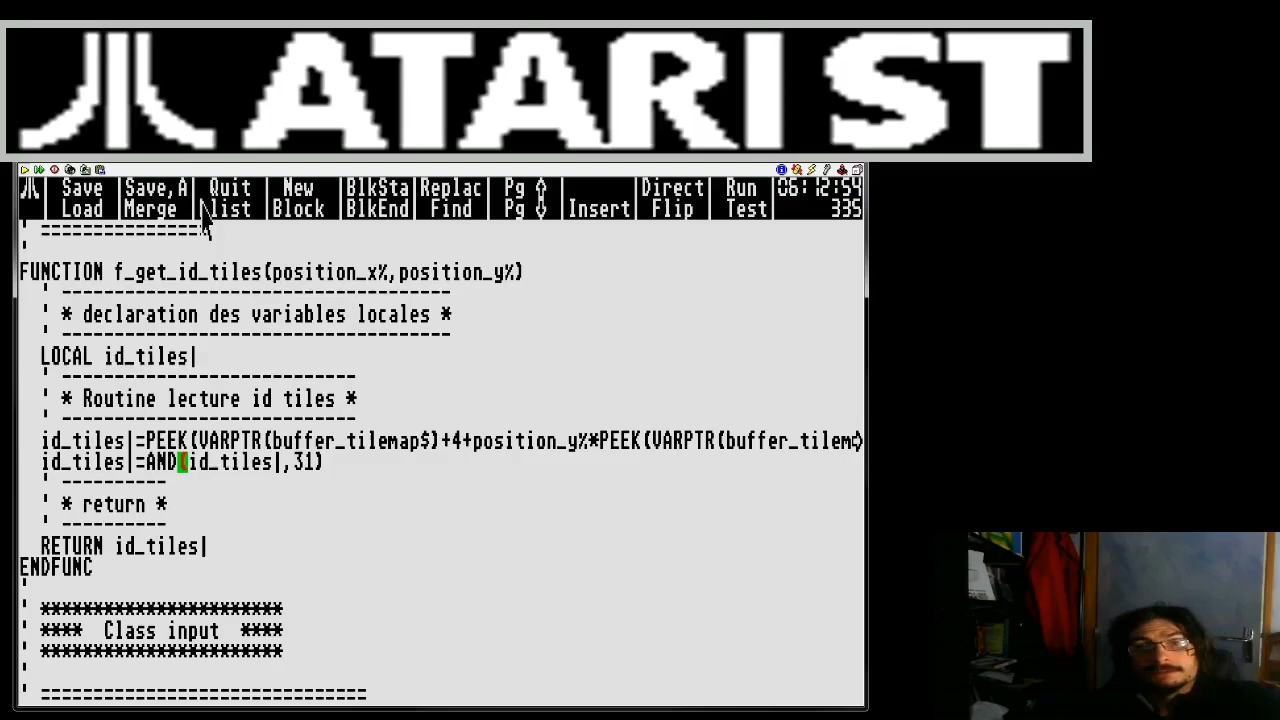 ATARI ST
Save Save,A Quit New BlkSta Replac Pg ⇧ Direct Run 06:12:54
Load Merge llist Block BlkEnd Find Pg ⇩ Insert Flip Test 335
' ================
'
FUNCTION f_get_id_tiles(position_x%,position_y%)
' -------------------------------------
' * declaration des variables locales *
' -------------------------------------
LOCAL id_tiles|
' ----------------------------
' * Routine lecture id tiles *
' ----------------------------
id_tiles|=PEEK(VARPTR(buffer_tilemap$)+4+position_y%*PEEK(VARPTR(buffer_tilem
id_tiles|=AND(id_tiles|,31)
' ----------
' * return *
' ----------
RETURN id_tiles|
ENDFUNC
'
' ***********************
' **** Class input ****
' ***********************
'
' ===============================